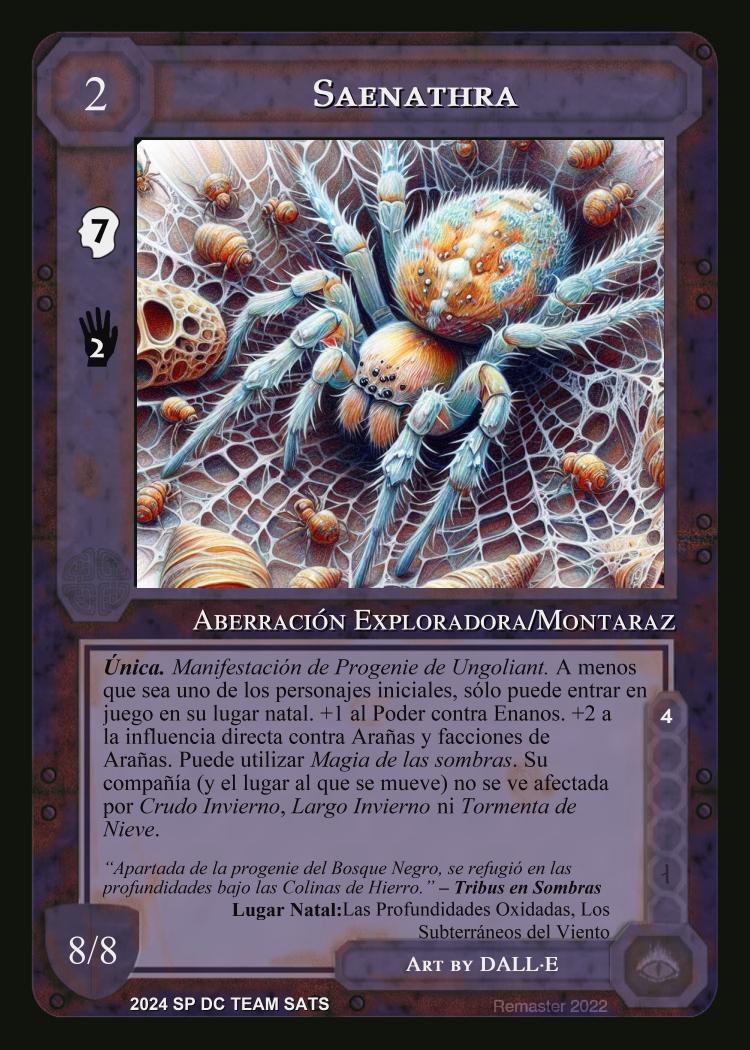 2
SAENATHRA
7
2
ABERRACIÓN EXPLORADORA/MONTARAZ
Única. Manifestación de Progenie de Ungoliant. A menos
que sea uno de los personajes iniciales, sólo puede entrar en
juego en su lugar natal. +1 al Poder contra Enanos. +2 a
la influencia directa contra Arañas y facciones de
Arañas. Puede utilizar Magia de las sombras. Su
compañía (y el lugar al que se mueve) no se ve afectada
por Crudo Invierno, Largo Invierno ni Tormenta de
Nieve.
4
“Apartada de la progenie del Bosque Negro, se refugió en las
profundidades bajo las Colinas de Hierro.” – Tribus en Sombras
Lugar Natal:Las Profundidades Oxidadas, Los
Subterráneos del Viento
8/8
ART BY DALL·E
2024 SP DC TEAM SATS
Remaster 2022